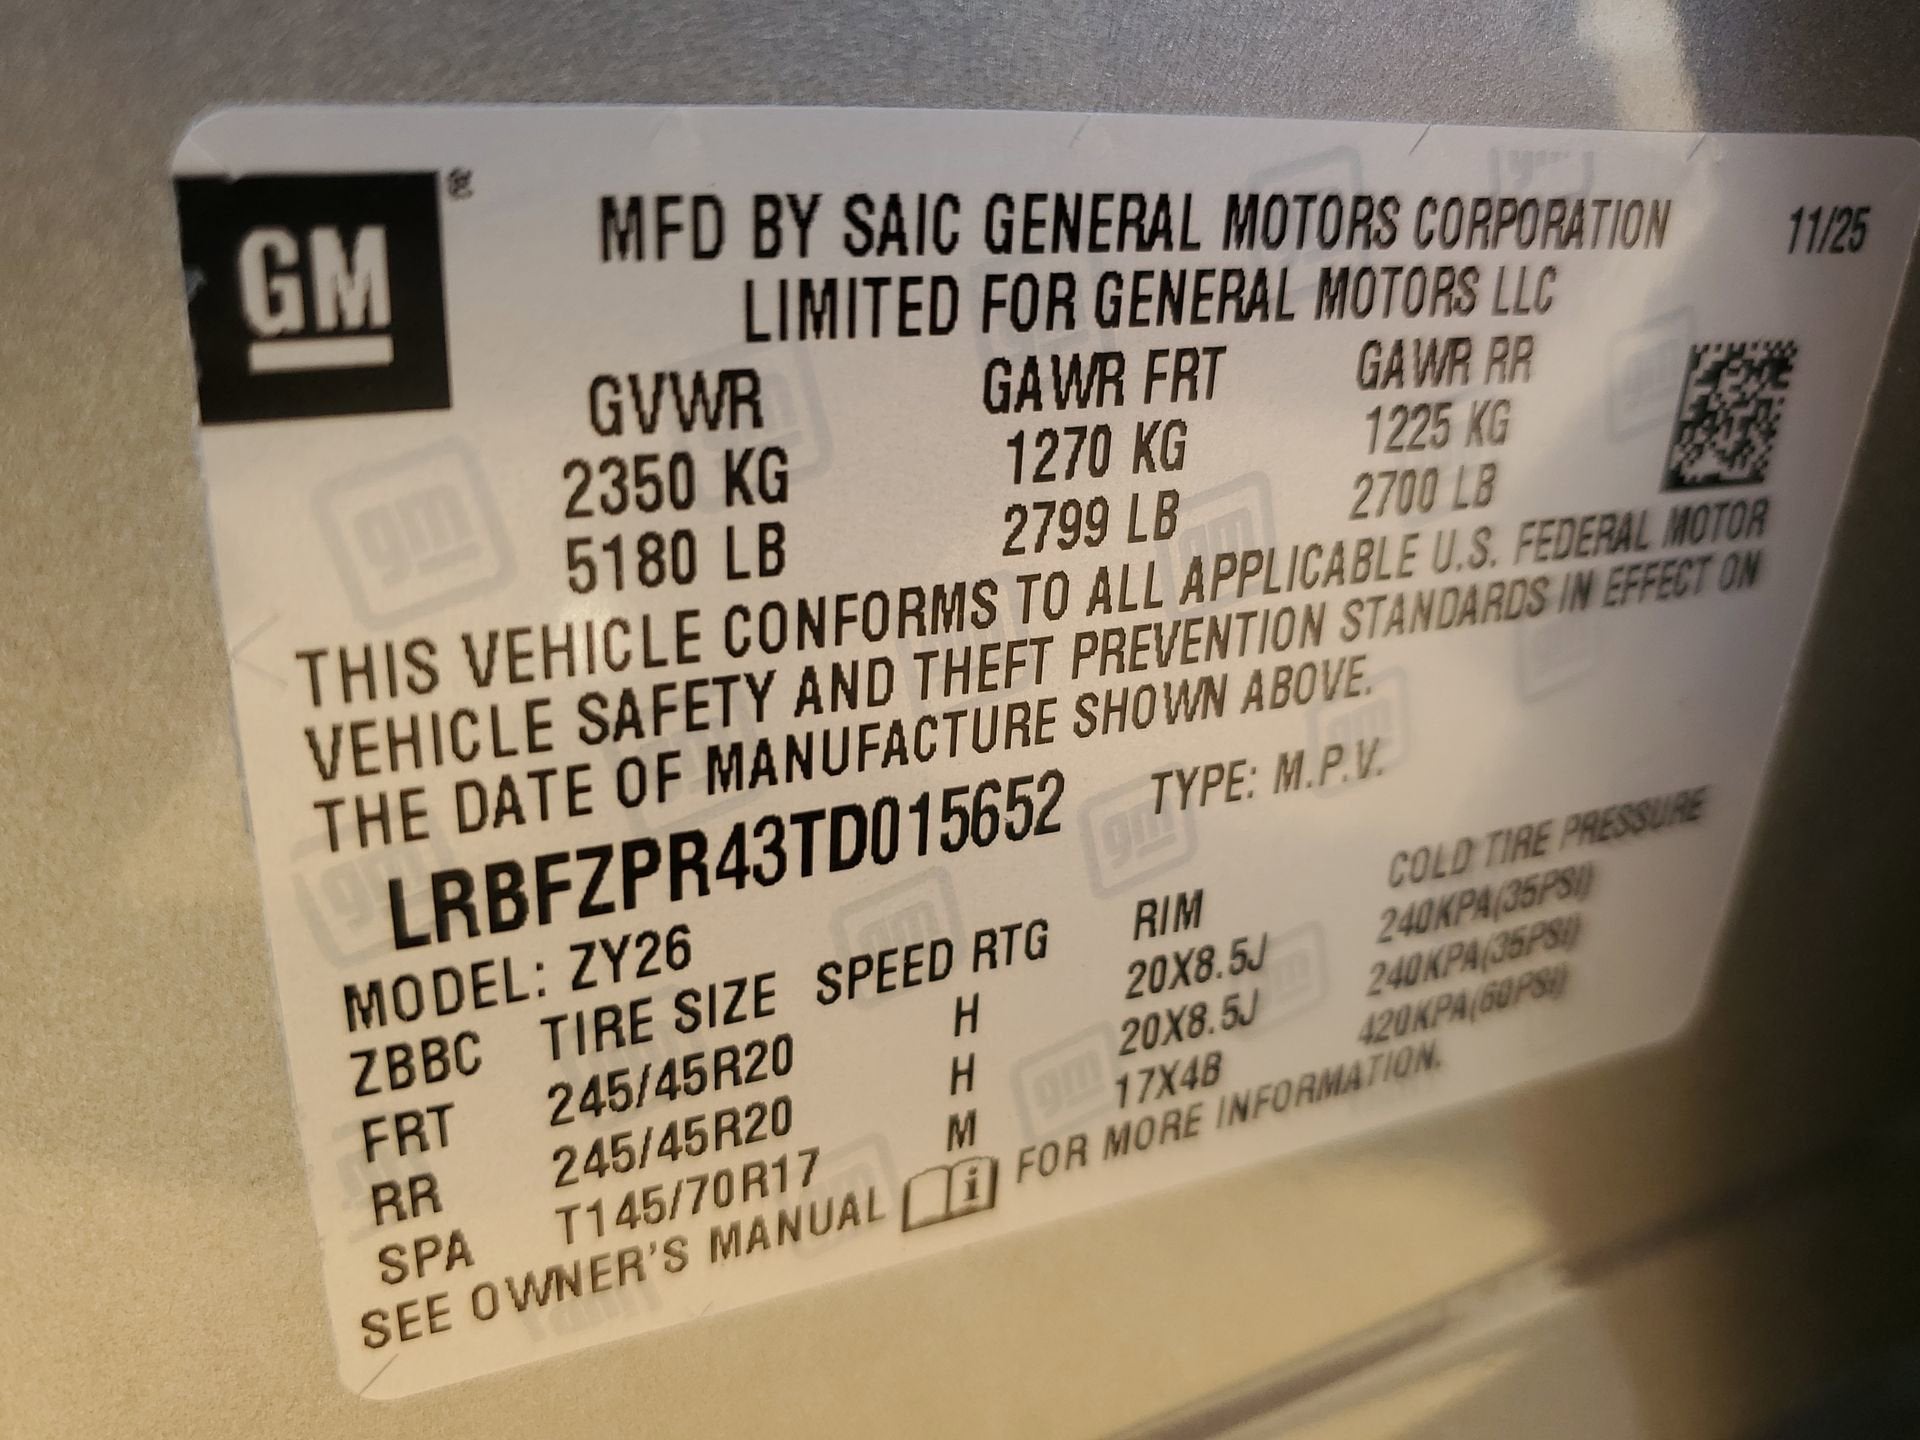 GM ®
MFD BY SAIC GENERAL MOTORS CORPORATION 11/25
LIMITED FOR GENERAL MOTORS LLC
GVWR GAWR FRT GAWR RR
2350 KG 1270 KG 1225 KG
5180 LB 2799 LB 2700 LB
THIS VEHICLE CONFORMS TO ALL APPLICABLE U.S. FEDERAL MOTOR
VEHICLE SAFETY AND THEFT PREVENTION STANDARDS IN EFFECT ON
THE DATE OF MANUFACTURE SHOWN ABOVE.
LRBFZPR43TD015652 TYPE: M.P.V.
MODEL: ZY26
ZBBC TIRE SIZE SPEED RTG RIM COLD TIRE PRESSURE
FRT 245/45R20 H 20X8.5J 240KPA(35PSI)
RR 245/45R20 H 20X8.5J 240KPA(35PSI)
SPA T145/70R17 M 17X4B 420KPA(60PSI)
SEE OWNER'S MANUAL i FOR MORE INFORMATION.